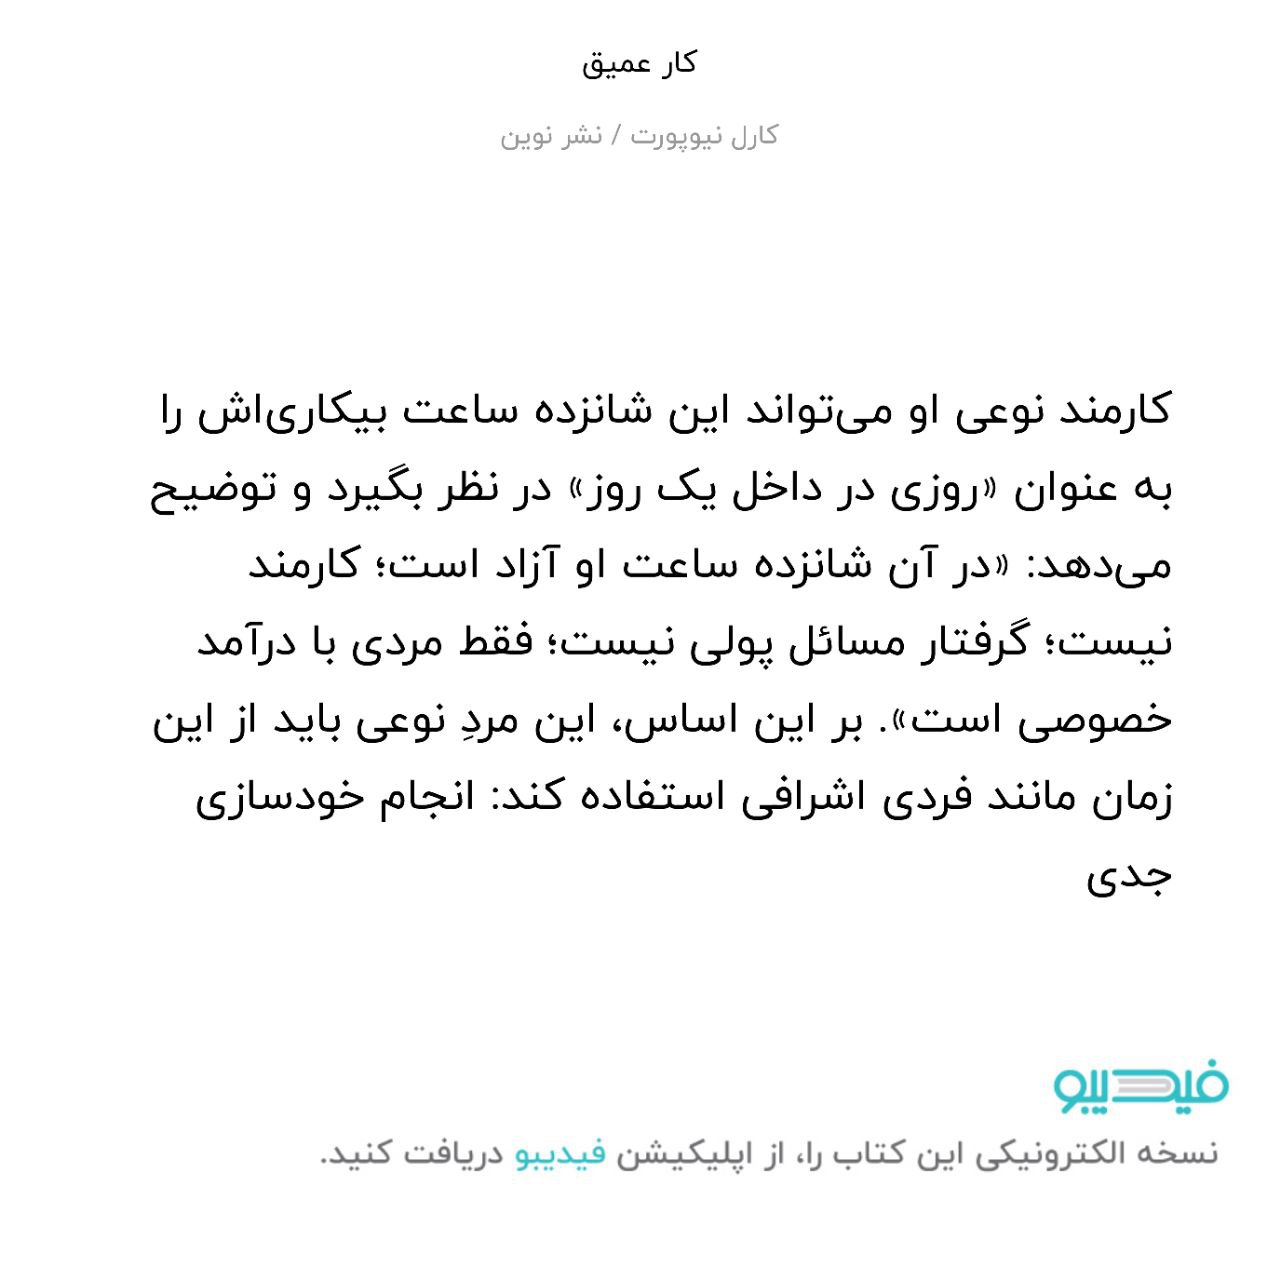 کار عمیق
کارل نیوپورت / نشر نوین
کارمند نوعی او می‌تواند این شانزده ساعت بیکاری‌اش را
به عنوان «روزی در داخل یک روز» در نظر بگیرد و توضیح
می‌دهد: «در آن شانزده ساعت او آزاد است؛ کارمند
نیست؛ گرفتار مسائل پولی نیست؛ فقط مردی با درآمد
خصوصی است». بر این اساس، این مردِ نوعی باید از این
زمان مانند فردی اشرافی استفاده کند: انجام خودسازی
جدی
فیدیبو
نسخه الکترونیکی این کتاب را، از اپلیکیشن فیدیبو دریافت کنید.